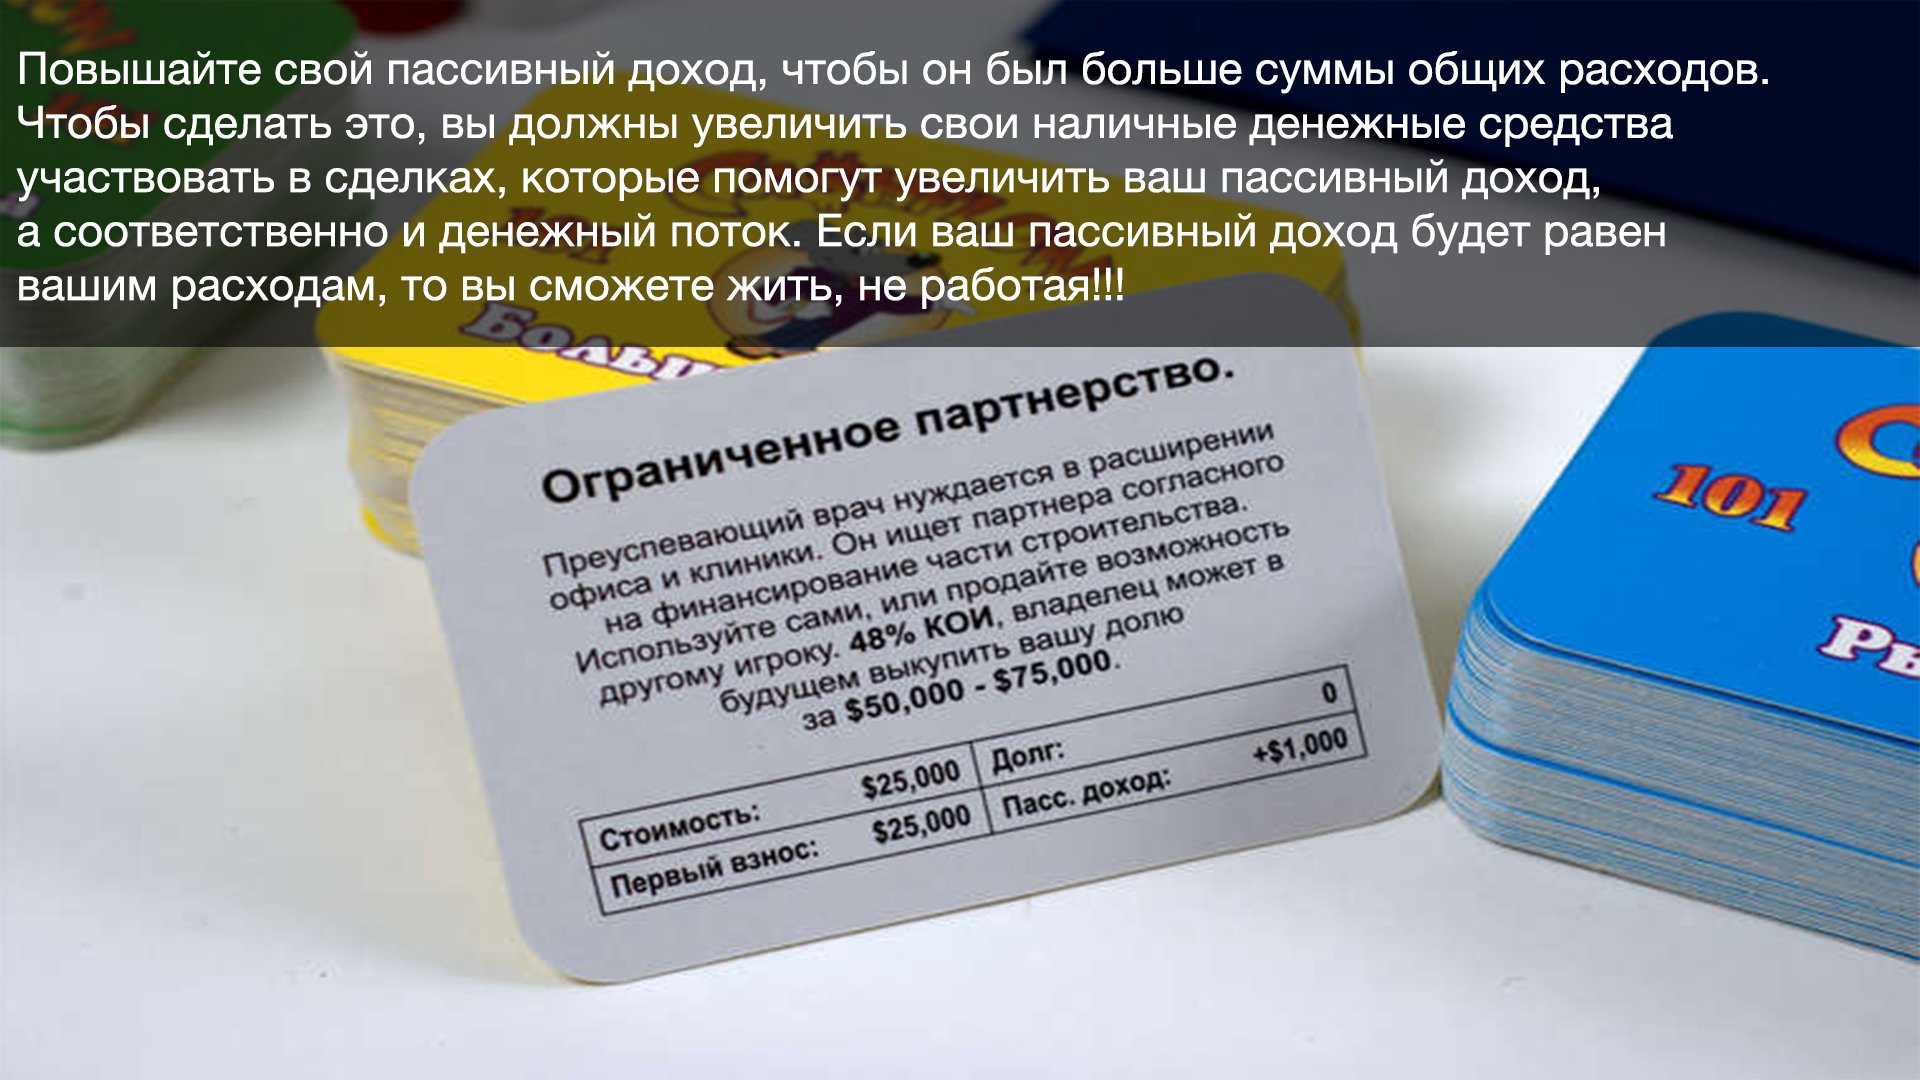 Повышайте свой пассивный доход, чтобы он был больше суммы общих расходов.
Чтобы сделать это, вы должны увеличить свои наличные денежные средства
участвовать в сделках, которые помогут увеличить ваш пассивный доход,
а соответственно и денежный поток. Если ваш пассивный доход будет равен
вашим расходам, то вы сможете жить, не работая!!!
101
Ограниченное партнерство.
Преуспевающий врач нуждается в расширении
офиса и клиники. Он ищет партнера согласного
на финансирование части строительства.
Используйте сами, или продайте возможность
другому игроку. 48% КОИ, владелец может в
будущем выкупить вашу долю
за $50,000 - $75,000.
Стоимость: $25,000 Долг: 0
Первый взнос: $25,000 Пасс. доход: +$1,000
101